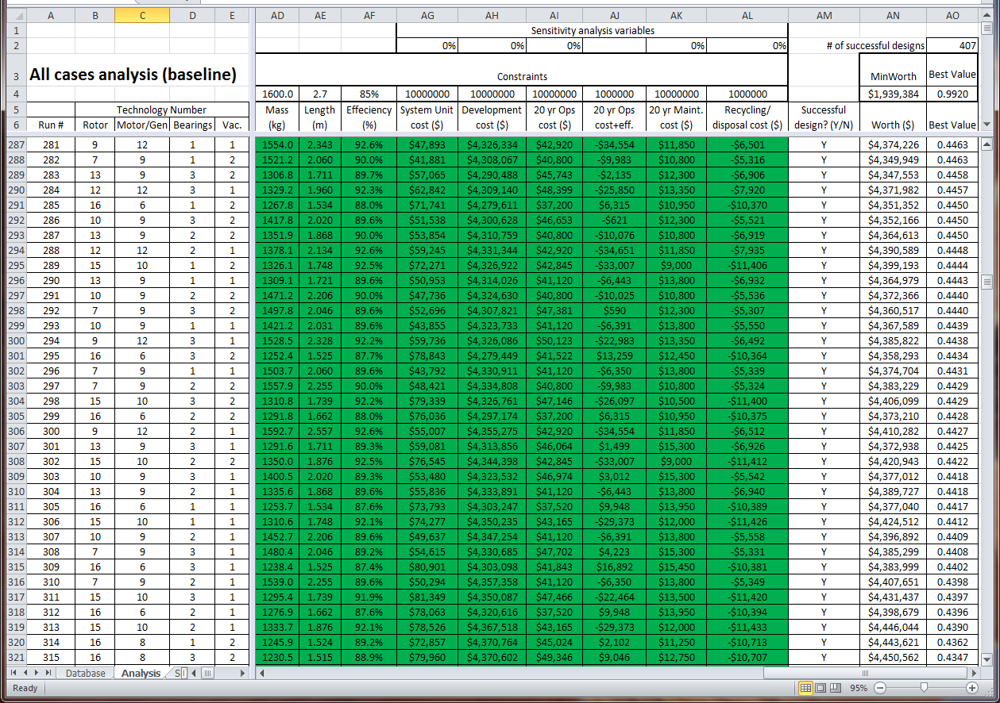 A B C D E AD AE AF AG AH AI AJ AK AL AM AN AO
1 Sensitivity analysis variables
2 0% 0% 0% 0% 0% # of successful designs 407
3 All cases analysis (baseline) Constraints MinWorth Best Value
4 1600.0 2.7 85% 10000000 10000000 10000000 1000000 10000000 1000000 $1,939,384 0.9920
5 Technology Number Mass Length Effeciency System Unit Development 20 yr Ops 20 yr Ops 20 yr Maint. Recycling/ Successful
6 Run # Rotor Motor/Gen Bearings Vac. (kg) (m) (%) cost ($) cost ($) cost ($) cost+eff. cost ($) disposal cost ($) design? (Y/N) Worth ($) Best Value
287 281 9 12 1 1 1554.0 2.343 92.6% $47,893 $4,326,334 $42,920 -$34,554 $11,850 -$6,501 Y $4,374,226 0.4463
288 282 7 9 1 2 1521.2 2.060 90.0% $41,881 $4,308,067 $40,800 -$9,983 $10,800 -$5,316 Y $4,349,949 0.4463
289 283 13 9 3 2 1306.8 1.711 89.7% $57,065 $4,290,488 $45,743 -$2,135 $12,300 -$6,906 Y $4,347,553 0.4458
290 284 12 12 3 1 1329.2 1.960 92.3% $62,842 $4,309,140 $48,399 -$25,850 $13,350 -$7,920 Y $4,371,982 0.4457
291 285 16 6 1 2 1267.8 1.534 88.0% $71,741 $4,279,611 $37,200 $6,315 $10,950 -$10,370 Y $4,351,352 0.4450
292 286 10 9 3 2 1417.8 2.020 89.6% $51,538 $4,300,628 $46,653 -$621 $12,300 -$5,521 Y $4,352,166 0.4450
293 287 13 9 2 2 1351.9 1.868 90.0% $53,854 $4,310,759 $40,800 -$10,076 $10,800 -$6,919 Y $4,364,613 0.4450
294 288 12 12 2 1 1378.1 2.134 92.6% $59,245 $4,331,344 $42,920 -$34,651 $11,850 -$7,935 Y $4,390,589 0.4448
295 289 15 10 1 2 1326.1 1.748 92.5% $72,271 $4,326,922 $42,845 -$33,007 $9,000 -$11,406 Y $4,399,193 0.4444
296 290 13 9 1 1 1309.1 1.721 89.6% $50,953 $4,314,026 $41,120 -$6,443 $13,800 -$6,932 Y $4,364,979 0.4443
297 291 10 9 2 2 1471.2 2.206 90.0% $47,736 $4,324,630 $40,800 -$10,025 $10,800 -$5,536 Y $4,372,366 0.4440
298 292 7 9 3 2 1497.8 2.046 89.6% $52,696 $4,307,821 $47,381 $590 $12,300 -$5,307 Y $4,360,517 0.4440
299 293 10 9 1 1 1421.2 2.031 89.6% $43,855 $4,323,733 $41,120 -$6,391 $13,800 -$5,550 Y $4,367,589 0.4439
300 294 9 12 3 1 1528.5 2.328 92.2% $59,736 $4,326,086 $50,123 -$22,983 $13,350 -$6,492 Y $4,385,822 0.4438
301 295 16 6 3 2 1252.4 1.525 87.7% $78,843 $4,279,449 $41,522 $13,259 $12,450 -$10,364 Y $4,358,293 0.4434
302 296 7 9 1 1 1503.7 2.060 89.6% $43,792 $4,330,911 $41,120 -$6,350 $13,800 -$5,339 Y $4,374,704 0.4431
303 297 7 9 2 2 1557.9 2.255 90.0% $48,421 $4,334,808 $40,800 -$9,983 $10,800 -$5,324 Y $4,383,229 0.4429
304 298 15 10 3 2 1310.8 1.739 92.2% $79,339 $4,326,761 $47,146 -$26,097 $10,500 -$11,400 Y $4,406,099 0.4429
305 299 16 6 2 2 1291.8 1.662 88.0% $76,036 $4,297,174 $37,200 $6,315 $10,950 -$10,375 Y $4,373,210 0.4428
306 300 9 12 2 1 1592.7 2.557 92.6% $55,007 $4,355,275 $42,920 -$34,554 $11,850 -$6,512 Y $4,410,282 0.4427
307 301 13 9 3 1 1291.6 1.711 89.3% $59,081 $4,313,856 $46,064 $1,499 $15,300 -$6,926 Y $4,372,938 0.4425
308 302 15 10 2 2 1350.0 1.876 92.5% $76,545 $4,344,398 $42,845 -$33,007 $9,000 -$11,412 Y $4,420,943 0.4422
309 303 10 9 3 1 1400.5 2.020 89.3% $53,480 $4,323,532 $46,974 $3,012 $15,300 -$5,542 Y $4,377,012 0.4418
310 304 13 9 2 1 1335.6 1.868 89.6% $55,836 $4,333,891 $41,120 -$6,443 $13,800 -$6,940 Y $4,389,727 0.4418
311 305 16 6 1 1 1253.7 1.534 87.6% $73,793 $4,303,247 $37,520 $9,948 $13,950 -$10,389 Y $4,377,040 0.4417
312 306 15 10 1 1 1310.6 1.748 92.1% $74,277 $4,350,235 $43,165 -$29,373 $12,000 -$11,426 Y $4,424,512 0.4412
313 307 10 9 2 1 1452.7 2.206 89.6% $49,637 $4,347,254 $41,120 -$6,391 $13,800 -$5,558 Y $4,396,892 0.4409
314 308 7 9 3 1 1480.4 2.046 89.2% $54,615 $4,330,685 $47,702 $4,223 $15,300 -$5,331 Y $4,385,299 0.4408
315 309 16 6 3 1 1238.4 1.525 87.4% $80,901 $4,303,098 $41,843 $16,892 $15,450 -$10,381 Y $4,383,999 0.4402
316 310 7 9 2 1 1539.0 2.255 89.6% $50,294 $4,357,358 $41,120 -$6,350 $13,800 -$5,349 Y $4,407,651 0.4398
317 311 15 10 3 1 1295.4 1.739 91.9% $81,349 $4,350,087 $47,466 -$22,464 $13,500 -$11,420 Y $4,431,437 0.4397
318 312 16 6 2 1 1276.9 1.662 87.6% $78,063 $4,320,616 $37,520 $9,948 $13,950 -$10,394 Y $4,398,679 0.4396
319 313 15 10 2 1 1333.7 1.876 92.1% $78,526 $4,367,518 $43,165 -$29,373 $12,000 -$11,433 Y $4,446,044 0.4390
320 314 16 8 1 2 1245.9 1.524 89.2% $72,857 $4,370,764 $45,024 $2,102 $11,250 -$10,713 Y $4,443,621 0.4362
321 315 16 8 3 2 1230.5 1.515 88.9% $79,960 $4,370,602 $49,346 $9,046 $12,750 -$10,707 Y $4,450,562 0.4347
Database Analysis S
Ready 95%